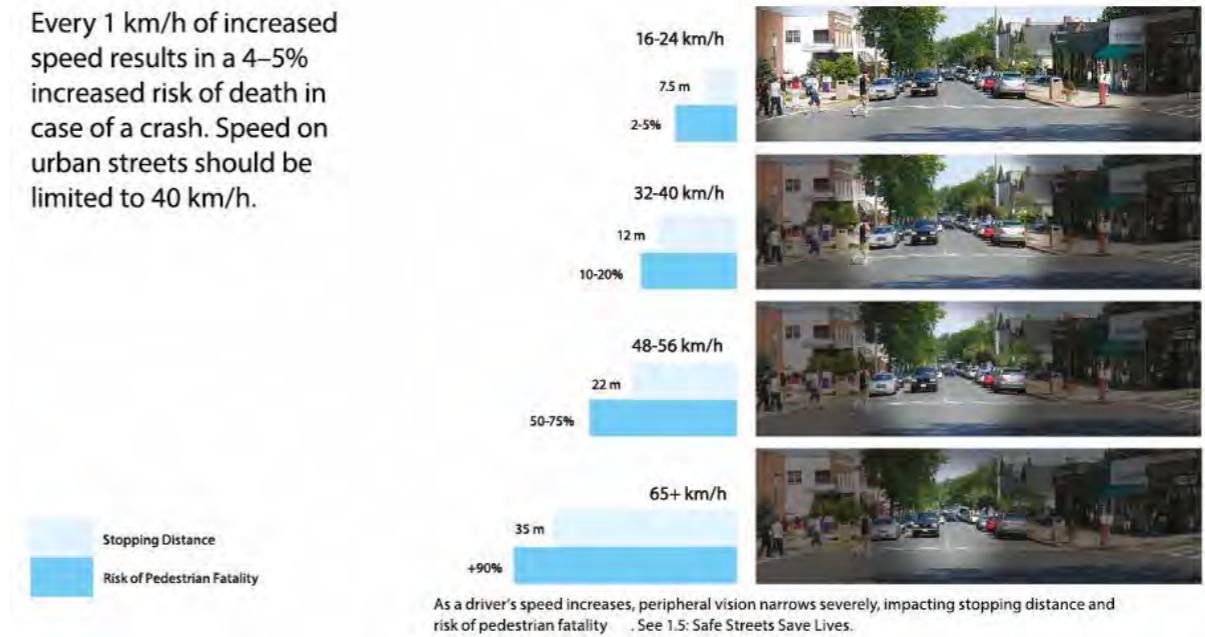 Every 1 km/h of increased
speed results in a 4–5%
increased risk of death in
case of a crash. Speed on
urban streets should be
limited to 40 km/h.
16-24 km/h
7.5 m
2-5%
32-40 km/h
12 m
10-20%
48-56 km/h
22 m
50-75%
65+ km/h
35 m
+90%
Stopping Distance
Risk of Pedestrian Fatality
As a driver's speed increases, peripheral vision narrows severely, impacting stopping distance and
risk of pedestrian fatality . See 1.5: Safe Streets Save Lives.